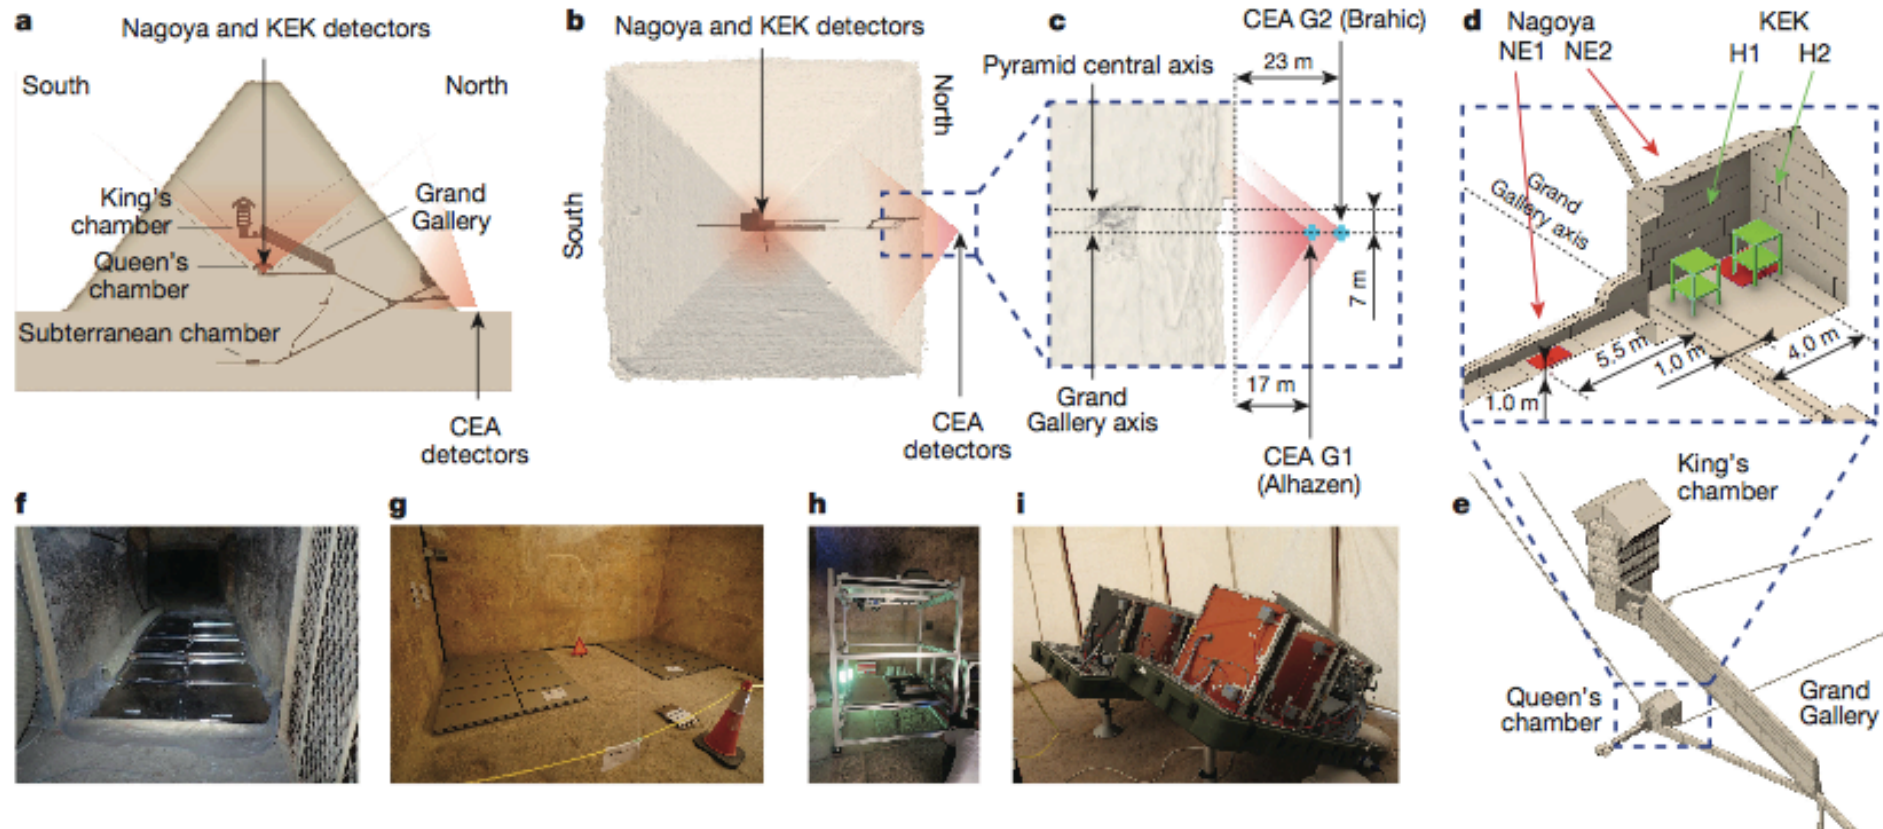 a
Nagoya and KEK detectors
South
North
King's
chamber
Grand
Gallery
Queen's
chamber
Subterranean chamber
CEA
detectors
b
Nagoya and KEK detectors
North
South
CEA
detectors
c
CEA G2 (Brahic)
Pyramid central axis
23 m
7 m
17 m
Grand
Gallery axis
CEA G1
(Alhazen)
d
Nagoya
KEK
NE1 NE2
H1 H2
Grand
Gallery axis
5.5 m
1.0 m
4.0 m
1.0 m
e
King's
chamber
Queen's
chamber
Grand
Gallery
f
g
h
i